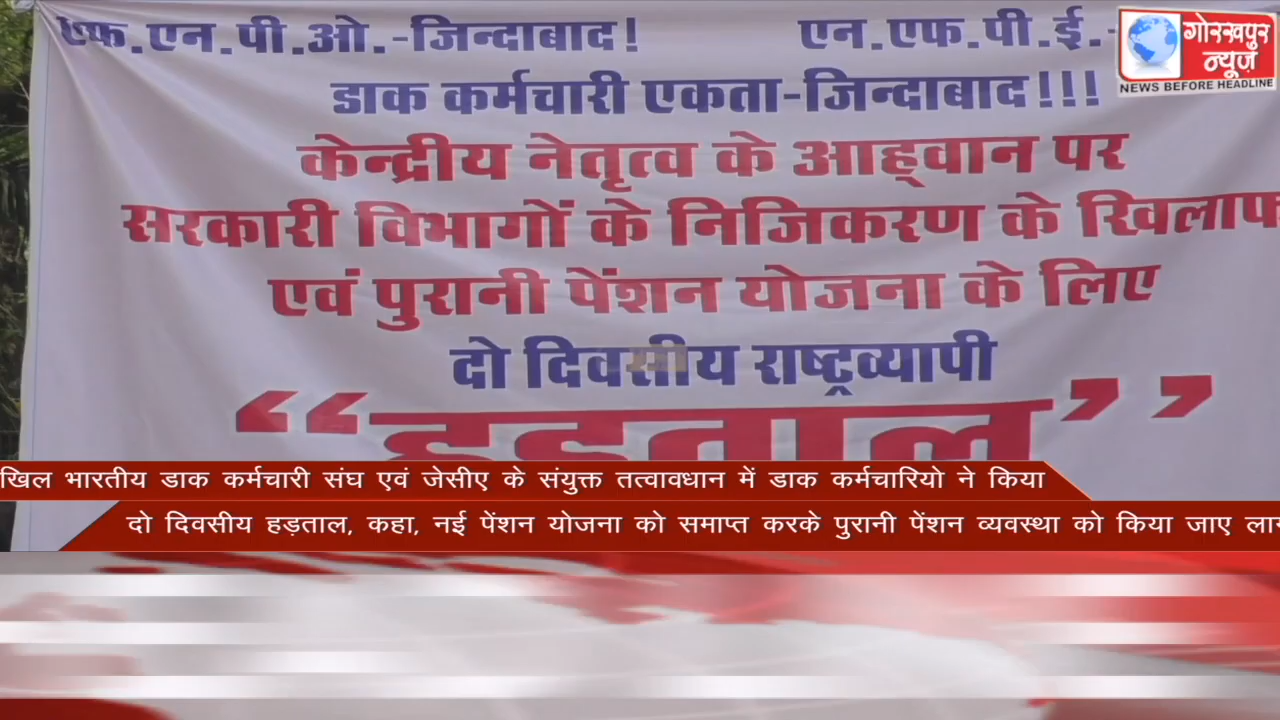 एफ.एन.पी.ओ.-जिन्दाबाद! एन.एफ.पी.ई.-
गोरखपुर
न्यूज़
NEWS BEFORE HEADLINE
डाक कर्मचारी एकता-जिन्दाबाद!!!
केन्द्रीय नेतृत्व के आह्वान पर
सरकारी विभागों के निजिकरण के खिलाफ
एवं पुरानी पेंशन योजना के लिए
दो दिवसीय राष्ट्रव्यापी
“हड़ताल”
खिल भारतीय डाक कर्मचारी संघ एवं जेसीए के संयुक्त तत्वावधान में डाक कर्मचारियो ने किया
दो दिवसीय हड़ताल, कहा, नई पेंशन योजना को समाप्त करके पुरानी पेंशन व्यवस्था को किया जाए ला